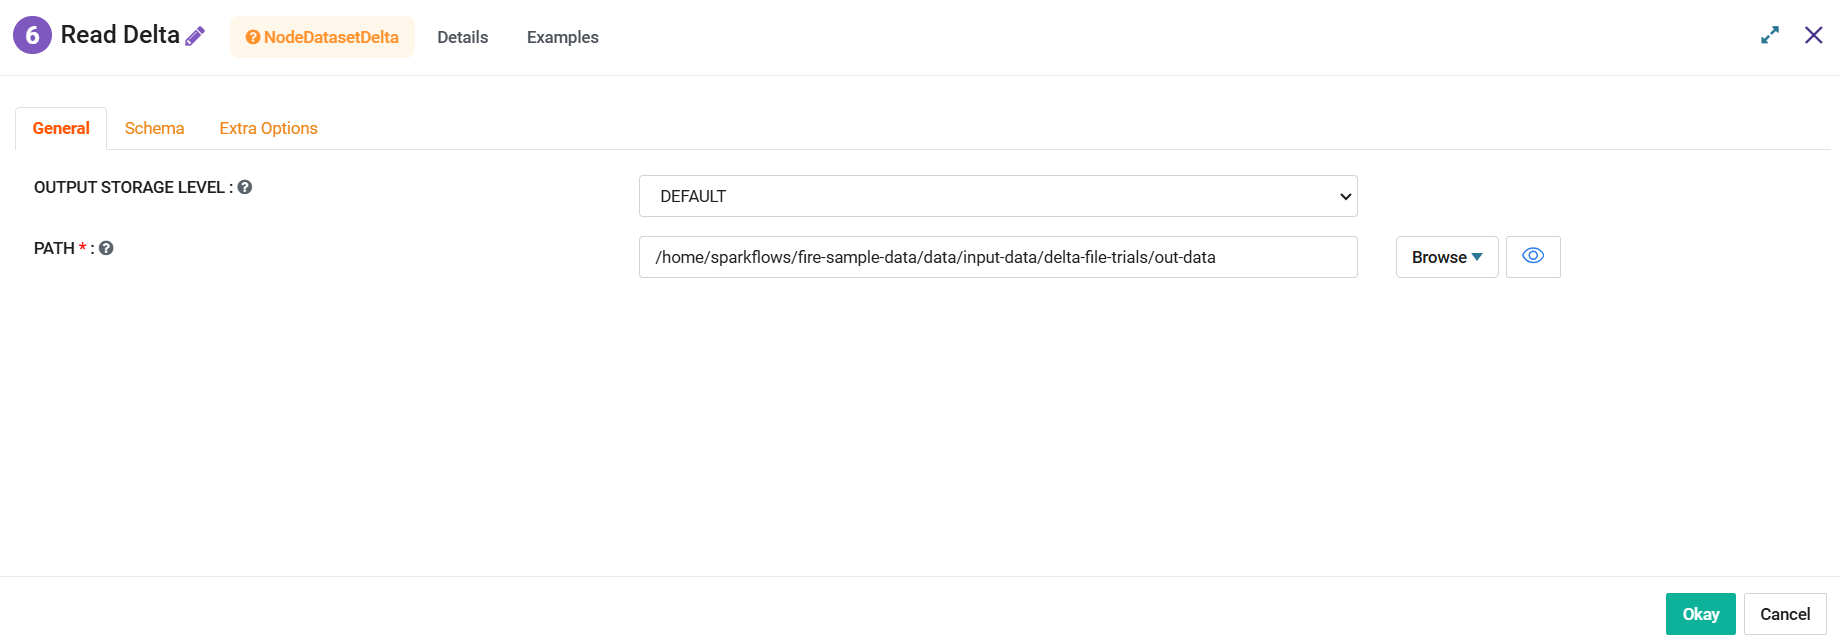 6 Read Delta NodeDatasetDelta Details Examples
General Schema Extra Options
OUTPUT STORAGE LEVEL : DEFAULT
PATH * : /home/sparkflows/fire-sample-data/data/input-data/delta-file-trials/out-data Browse
Okay Cancel